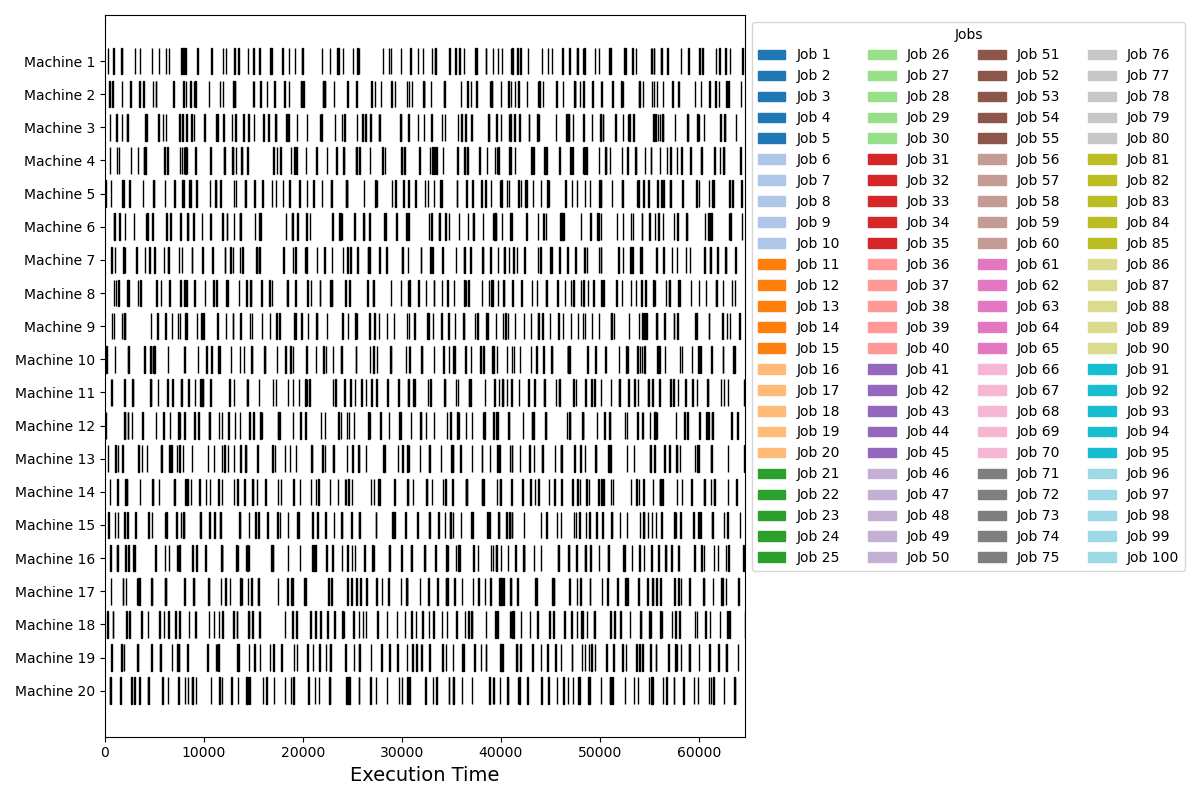 Jobs
Machine 1
Machine 2
Machine 3
Machine 4
Machine 5
Machine 6
Machine 7
Machine 8
Machine 9
Machine 10
Machine 11
Machine 12
Machine 13
Machine 14
Machine 15
Machine 16
Machine 17
Machine 18
Machine 19
Machine 20
0 10000 20000 30000 40000 50000 60000
Execution Time
Job 1
Job 2
Job 3
Job 4
Job 5
Job 6
Job 7
Job 8
Job 9
Job 10
Job 11
Job 12
Job 13
Job 14
Job 15
Job 16
Job 17
Job 18
Job 19
Job 20
Job 21
Job 22
Job 23
Job 24
Job 25
Job 26
Job 27
Job 28
Job 29
Job 30
Job 31
Job 32
Job 33
Job 34
Job 35
Job 36
Job 37
Job 38
Job 39
Job 40
Job 41
Job 42
Job 43
Job 44
Job 45
Job 46
Job 47
Job 48
Job 49
Job 50
Job 51
Job 52
Job 53
Job 54
Job 55
Job 56
Job 57
Job 58
Job 59
Job 60
Job 61
Job 62
Job 63
Job 64
Job 65
Job 66
Job 67
Job 68
Job 69
Job 70
Job 71
Job 72
Job 73
Job 74
Job 75
Job 76
Job 77
Job 78
Job 79
Job 80
Job 81
Job 82
Job 83
Job 84
Job 85
Job 86
Job 87
Job 88
Job 89
Job 90
Job 91
Job 92
Job 93
Job 94
Job 95
Job 96
Job 97
Job 98
Job 99
Job 100